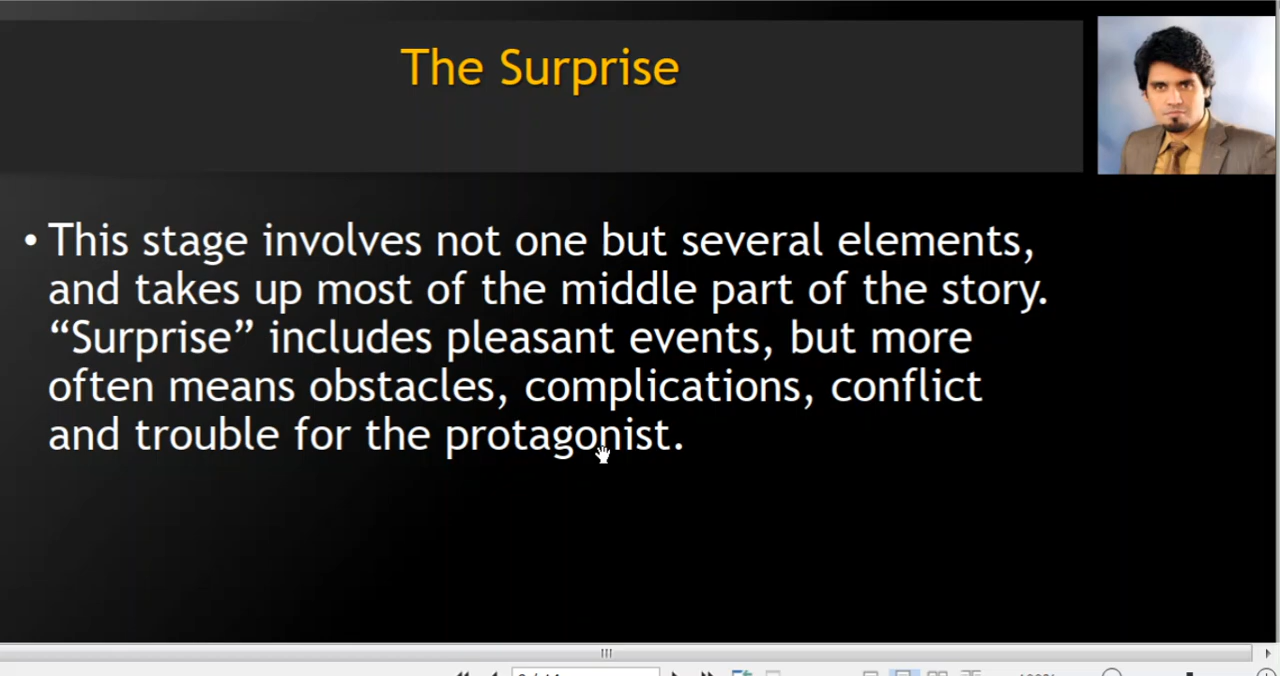 The Surprise
• This stage involves not one but several elements,
and takes up most of the middle part of the story.
“Surprise” includes pleasant events, but more
often means obstacles, complications, conflict
and trouble for the protagonist.